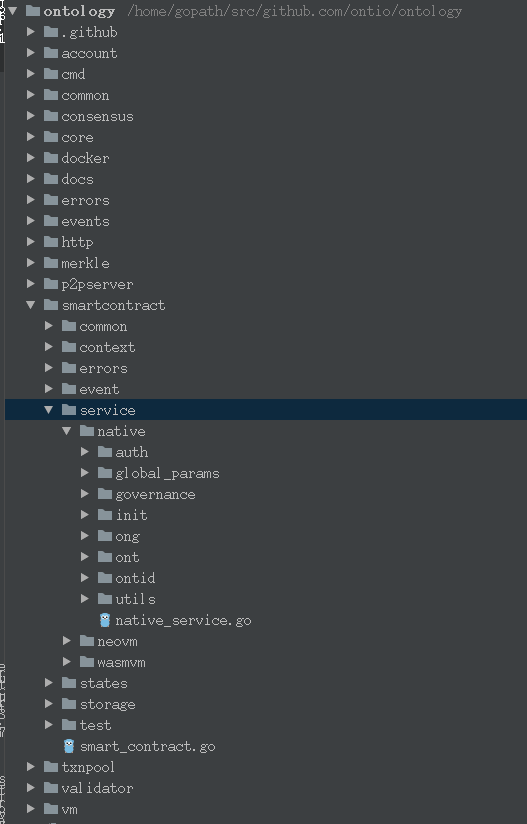 ontology /home/gopath/src/github.com/ontio/ontology
.github
account
cmd
common
consensus
core
docker
docs
errors
events
http
merkle
p2pserver
smartcontract
common
context
errors
event
service
native
auth
global_params
governance
init
ong
ont
ontid
utils
native_service.go
neovm
wasmvm
states
storage
test
smart_contract.go
txnpool
validator
vm